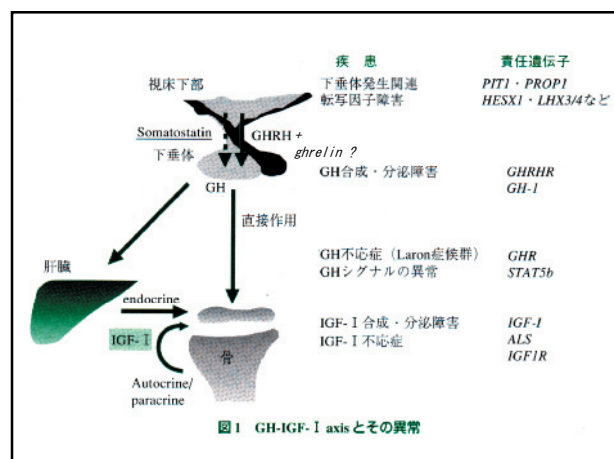 疾 患 責任遺伝子
視床下部 下垂体発生関連 PIT1・PROP1
転写因子障害 HESX1・LHX3/4など
Somatostatin GHRH +
下垂体 ghrelin ?
GH合成・分泌障害 GHRHR
GH GH-1
直接作用
肝臓 GH不応症（Laron症候群） GHR
GHシグナルの異常 STAT5b
endocrine
IGF-Ⅰ合成・分泌障害 IGF-I
IGF-Ⅰ 骨 IGF-Ⅰ不応症 ALS
IGF1R
Autocrine/
paracrine
図1 GH-IGF-Ⅰ axisとその異常